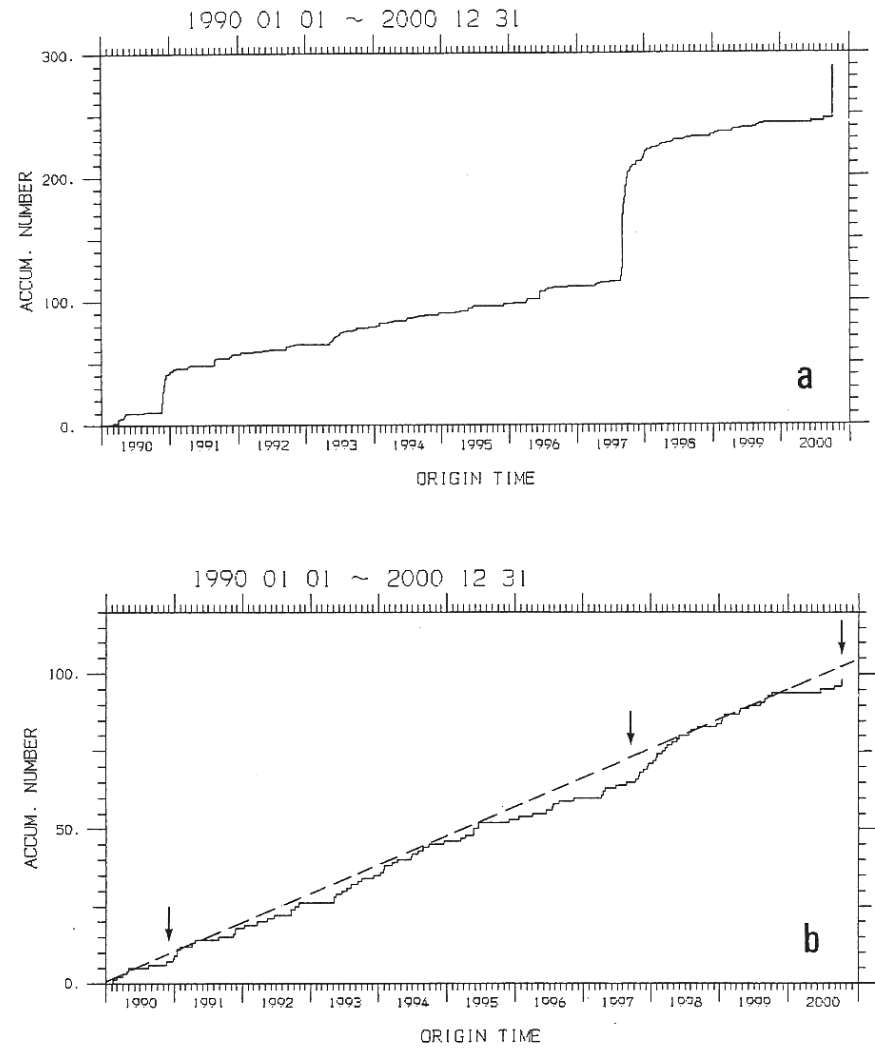 1990 01 01 ~ 2000 12 31
300.
200.
100.
0.
ACCUM. NUMBER
a
1990 1991 1992 1993 1994 1995 1996 1997 1998 1999 2000
ORIGIN TIME
1990 01 01 ~ 2000 12 31
100.
50.
0.
ACCUM. NUMBER
b
1990 1991 1992 1993 1994 1995 1996 1997 1998 1999 2000
ORIGIN TIME